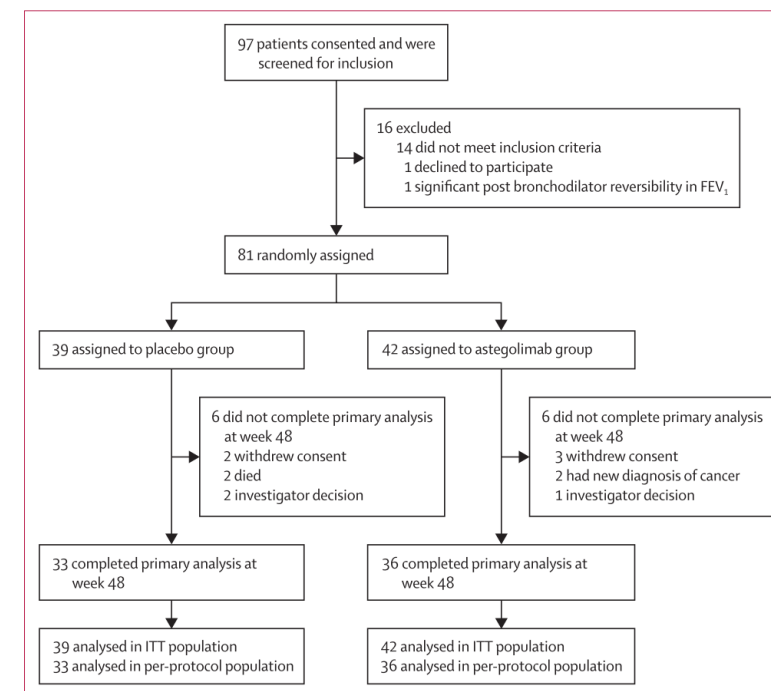 97 patients consented and were
screened for inclusion
16 excluded
14 did not meet inclusion criteria
1 declined to participate
1 significant post bronchodilator reversibility in FEV₁
81 randomly assigned
39 assigned to placebo group
42 assigned to astegolimab group
6 did not complete primary analysis
at week 48
2 withdrew consent
2 died
2 investigator decision
6 did not complete primary analysis
at week 48
3 withdrew consent
2 had new diagnosis of cancer
1 investigator decision
33 completed primary analysis at
week 48
36 completed primary analysis at
week 48
39 analysed in ITT population
33 analysed in per-protocol population
42 analysed in ITT population
36 analysed in per-protocol population